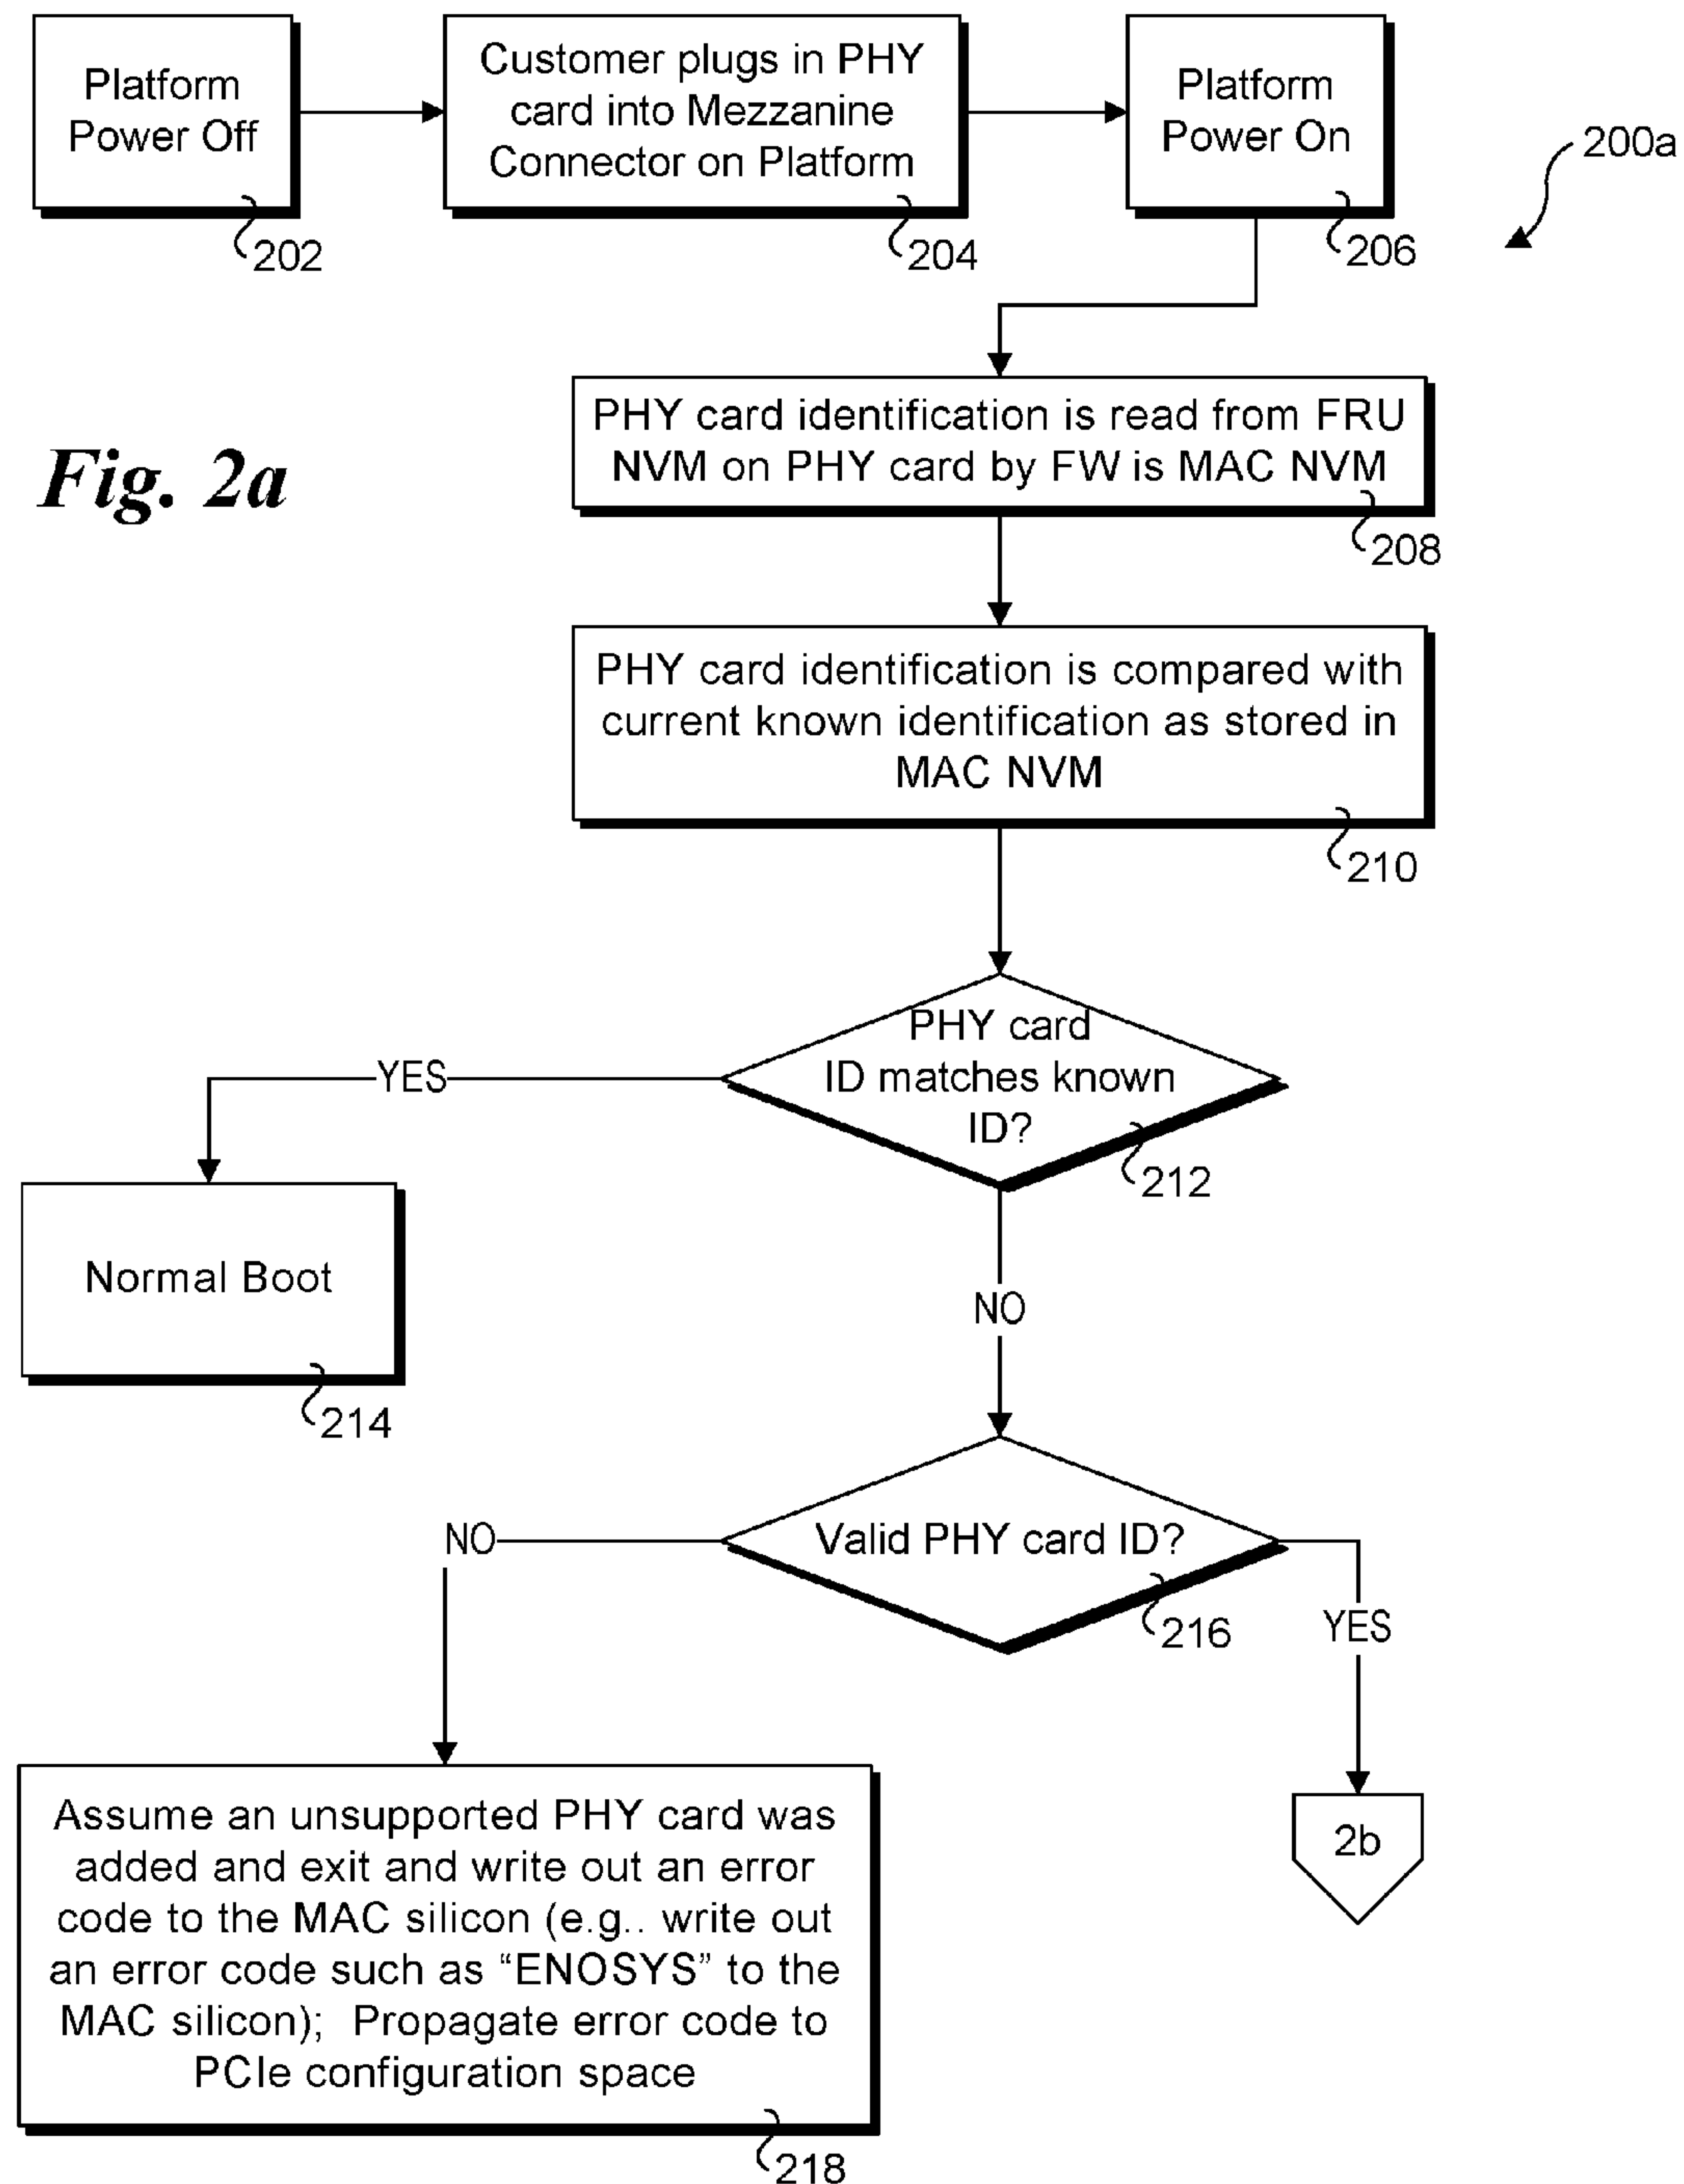 Platform
Power Off
202
Customer plugs in PHY
card into Mezzanine
Connector on Platform
204
Platform
Power On
206
200a
Fig. 2a
PHY card identification is read from FRU
NVM on PHY card by FW is MAC NVM
208
PHY card identification is compared with
current known identification as stored in
MAC NVM
210
PHY card
ID matches known
ID?
212
YES
Normal Boot
214
NO
Valid PHY card ID?
216
NO
YES
Assume an unsupported PHY card was
added and exit and write out an error
code to the MAC silicon (e.g.. write out
an error code such as “ENOSYS” to the
MAC silicon);  Propagate error code to
PCIe configuration space
218
2b